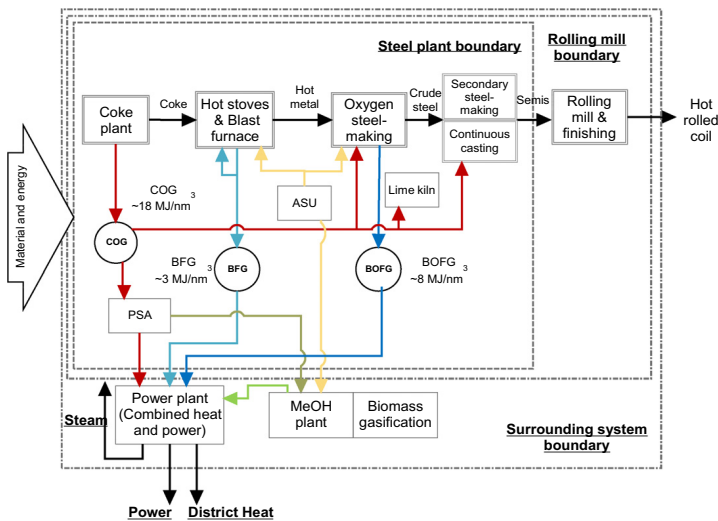 Steel plant boundary
Rolling mill
boundary
Coke
plant
Coke
Hot stoves
& Blast
furnace
Hot
metal
Oxygen
steel-
making
Crude
steel
Secondary
steel-
making
Continuous
casting
Semis
Rolling
mill &
finishing
Hot
rolled
coil
Material and energy
COG
~18 MJ/nm3
ASU
Lime kiln
COG
BFG
~3 MJ/nm3
BFG
BOFG
BOFG
~8 MJ/nm3
PSA
Steam
Power plant
(Combined heat
and power)
MeOH
plant
Biomass
gasification
Surrounding system
boundary
Power
District Heat